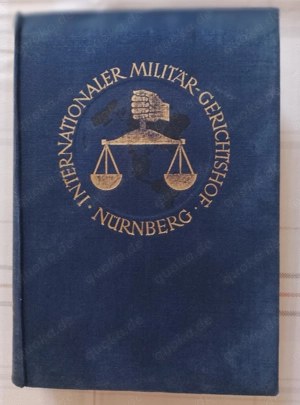 · INTERNATIONALER MILITÄR-GERICHTSHOF ·
NÜRNBERG